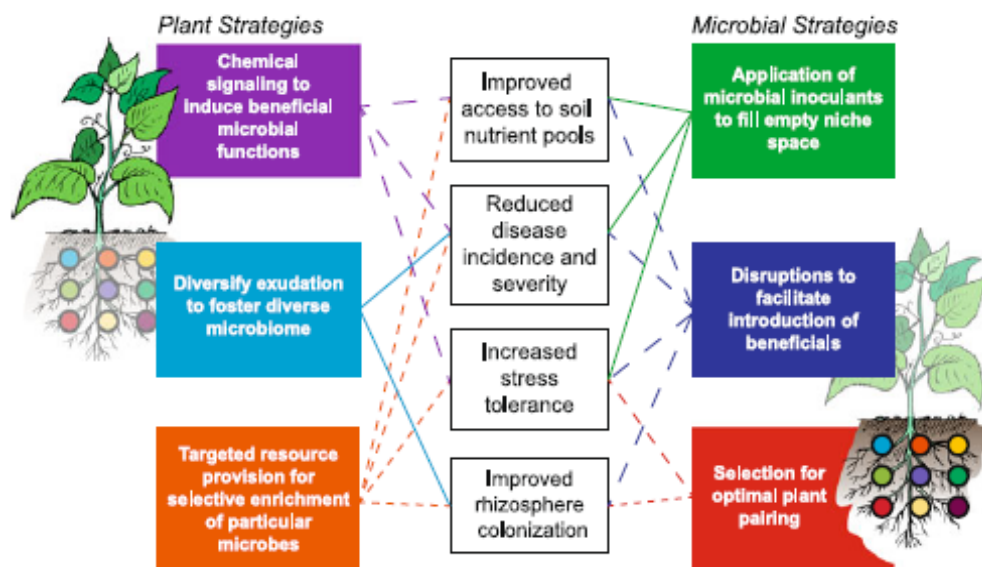 Plant Strategies
Microbial Strategies
Chemical
signaling to
induce beneficial
microbial
functions
Improved
access to soil
nutrient pools
Application of
microbial inoculants
to fill empty niche
space
Diversify exudation
to foster diverse
microbiome
Reduced
disease
incidence and
severity
Disruptions to
facilitate
introduction of
beneficials
Increased
stress
tolerance
Targeted resource
provision for
selective enrichment
of particular
microbes
Improved
rhizosphere
colonization
Selection for
optimal plant
pairing